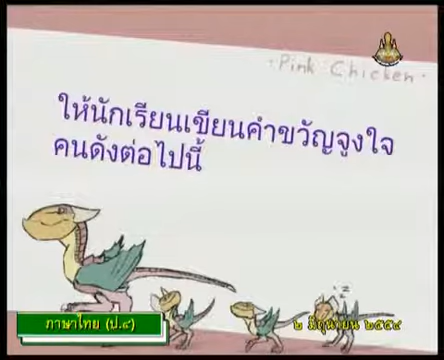 Pink Chicken
ให้นักเรียนเขียนคำขวัญจูงใจ
คนดังต่อไปนี้
ภาษาไทย (ป.๔)
๒ มิถุนายน ๒๕๕๔